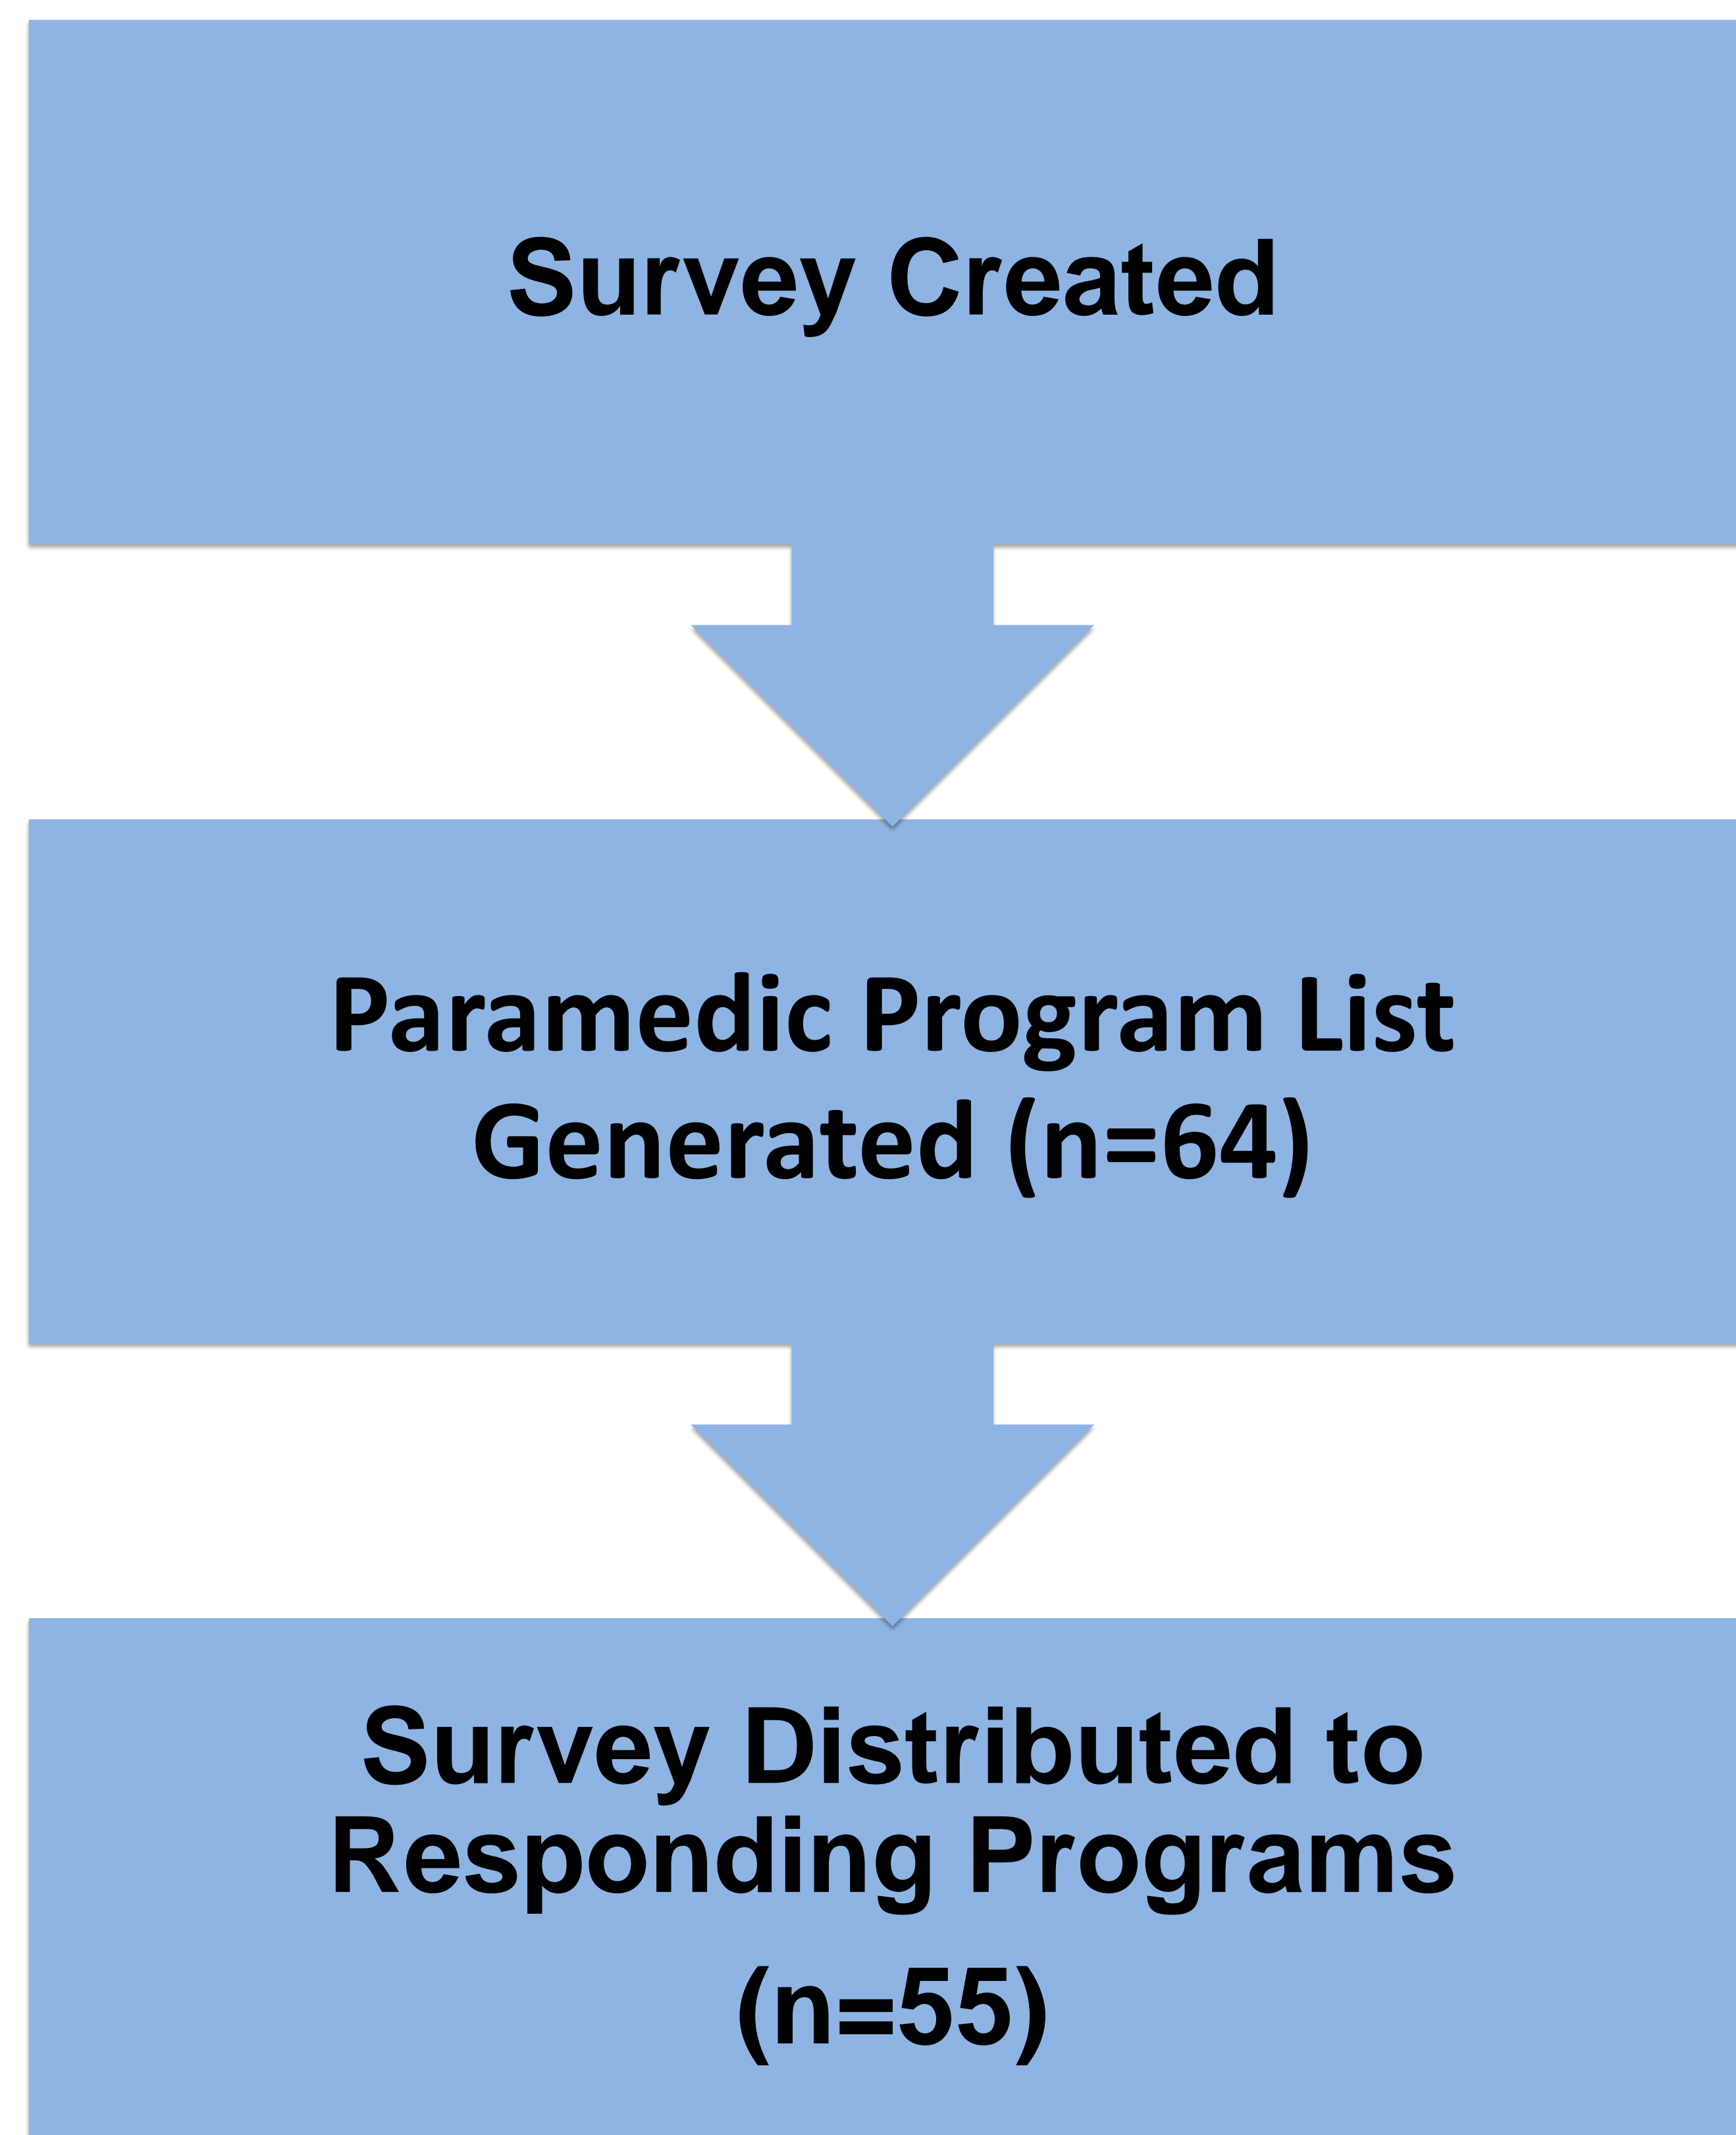 Survey Created
Paramedic Program List
Generated (n=64)
Survey Distributed to
Responding Programs
(n=55)